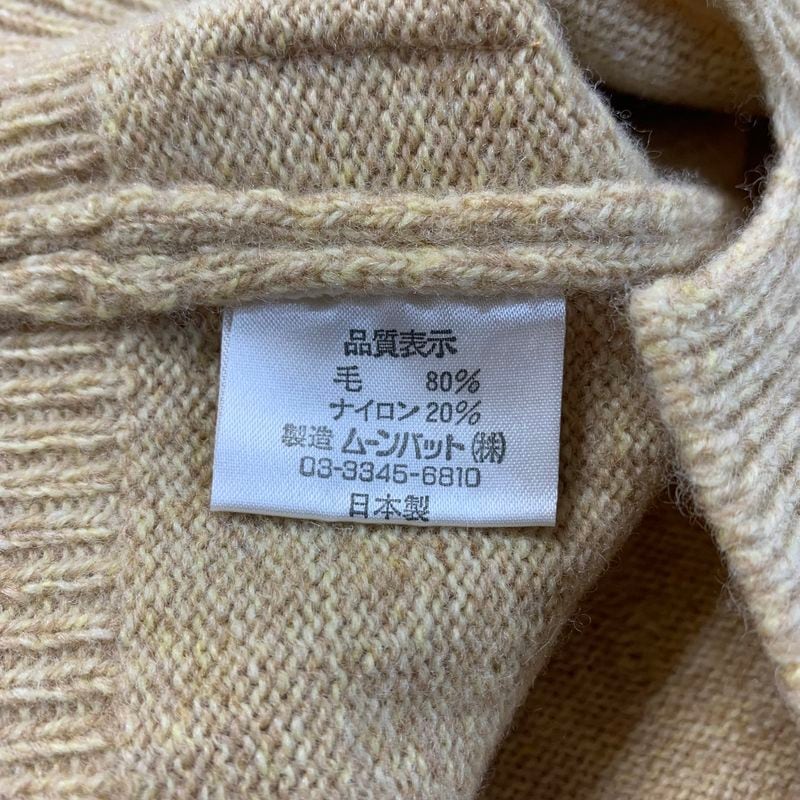 品質表示
毛 80%
ナイロン 20%
製造 ムーンバット(株)
03-3345-6810
日本製